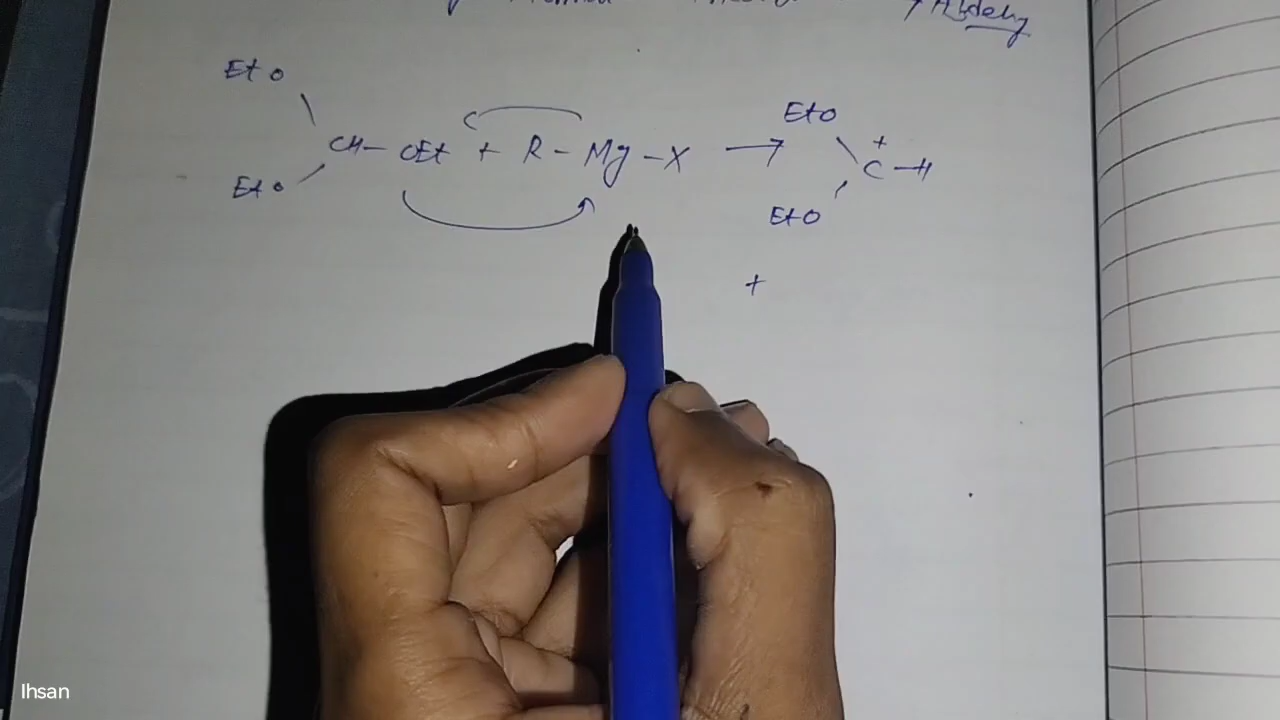 Aldehy
EtO
CH- OEt + R - Mg - X → 
EtO
EtO
+
C - H
EtO
+
Ihsan